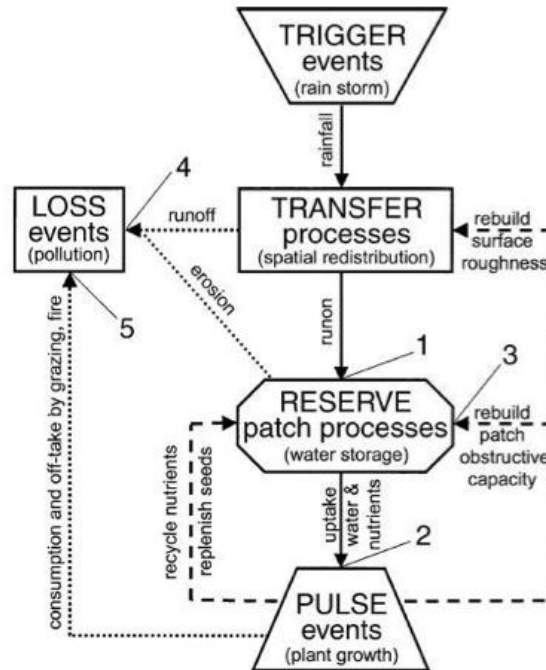 TRIGGER
events
(rain storm)
rainfall
4
LOSS
events
(pollution)
runoff
TRANSFER
processes
(spatial redistribution)
rebuild
surface
roughness
5
erosion
runon
1
3
consumption and off-take by grazing, fire
RESERVE
patch processes
(water storage)
rebuild
patch
obstructive
capacity
recycle nutrients
replenish seeds
uptake
water &
nutrients
2
PULSE
events
(plant growth)